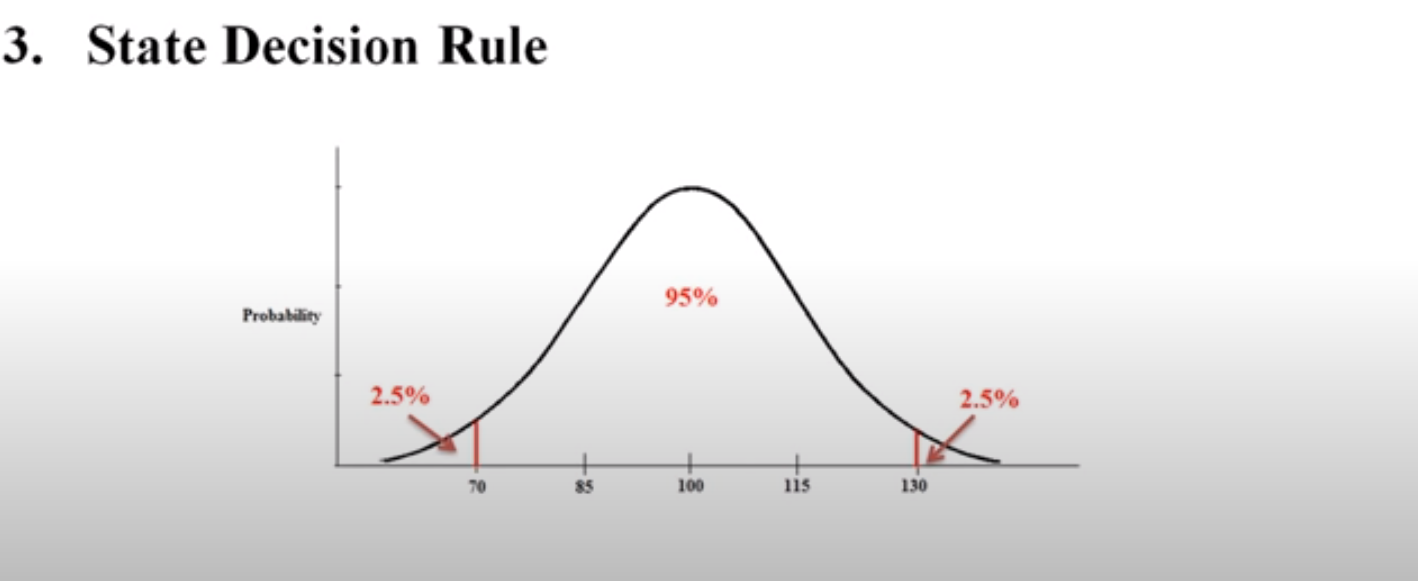 3. State Decision Rule
95%
Probability
2.5%
2.5%
70 85 100 115 130